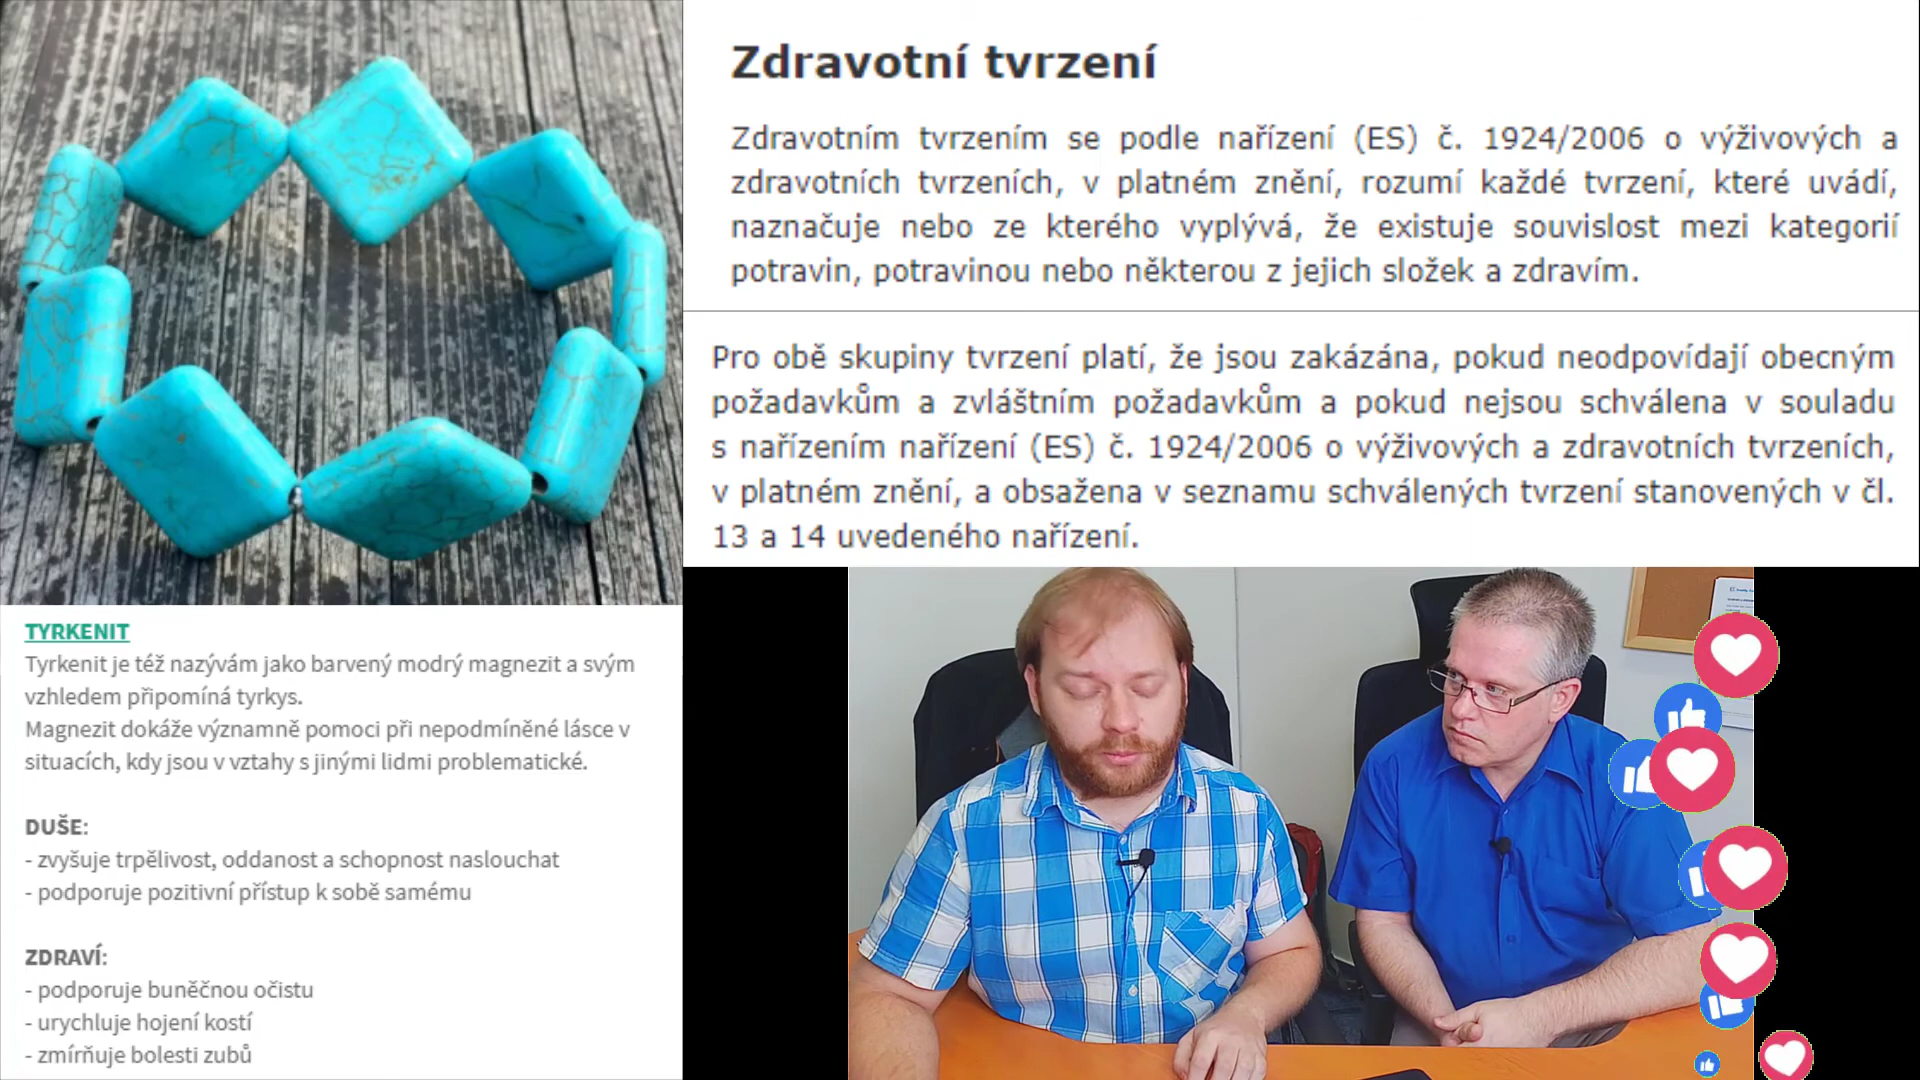 Zdravotní tvrzení
Zdravotním tvrzením se podle nařízení (ES) č. 1924/2006 o výživových a
zdravotních tvrzeních, v platném znění, rozumí každé tvrzení, které uvádí,
naznačuje nebo ze kterého vyplývá, že existuje souvislost mezi kategorií
potravin, potravinou nebo některou z jejich složek a zdravím.
Pro obě skupiny tvrzení platí, že jsou zakázána, pokud neodpovídají obecným
požadavkům a zvláštním požadavkům a pokud nejsou schválena v souladu
s nařízením nařízení (ES) č. 1924/2006 o výživových a zdravotních tvrzeních,
v platném znění, a obsažena v seznamu schválených tvrzení stanovených v čl.
13 a 14 uvedeného nařízení.
TYRKENIT
Tyrkenit je též nazývám jako barvený modrý magnezit a svým
vzhledem připomíná tyrkys.
Magnezit dokáže významně pomoci při nepodmíněné lásce v
situacích, kdy jsou v vztahy s jinými lidmi problematické.
DUŠE:
- zvyšuje trpělivost, oddanost a schopnost naslouchat
- podporuje pozitivní přístup k sobě samému
ZDRAVÍ:
- podporuje buněčnou očistu
- urychluje hojení kostí
- zmírňuje bolesti zubů